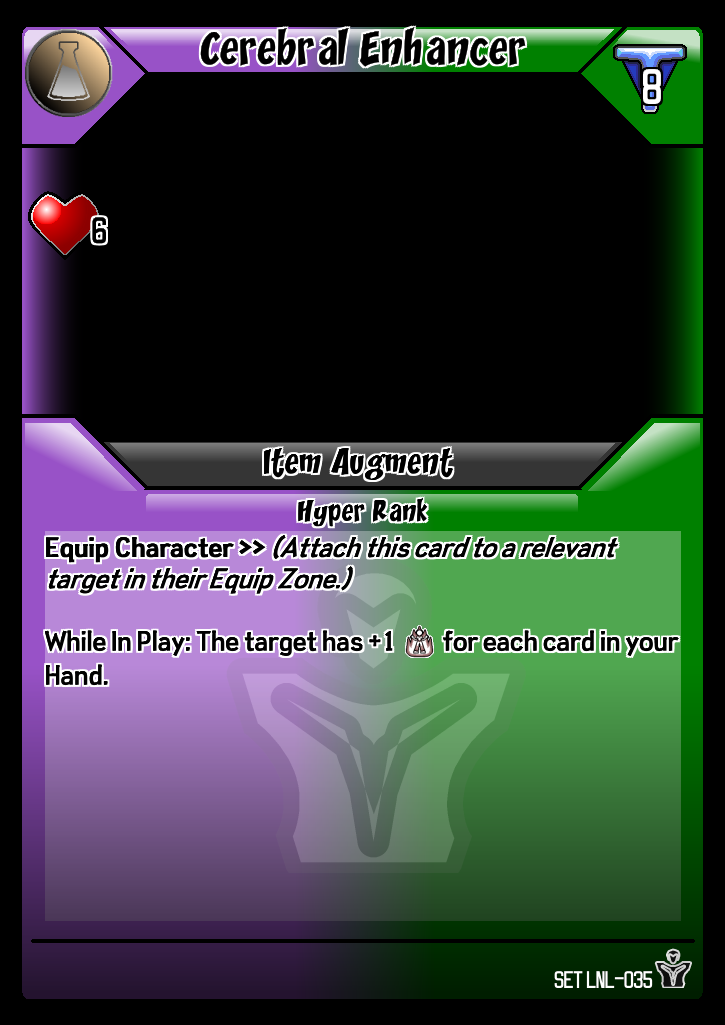 Cerebral Enhancer
8
6
Item Augment
Hyper Rank
Equip Character >> (Attach this card to a relevant
target in their Equip Zone.)
While In Play: The target has +1 for each card in your
Hand.
SET LNL-035